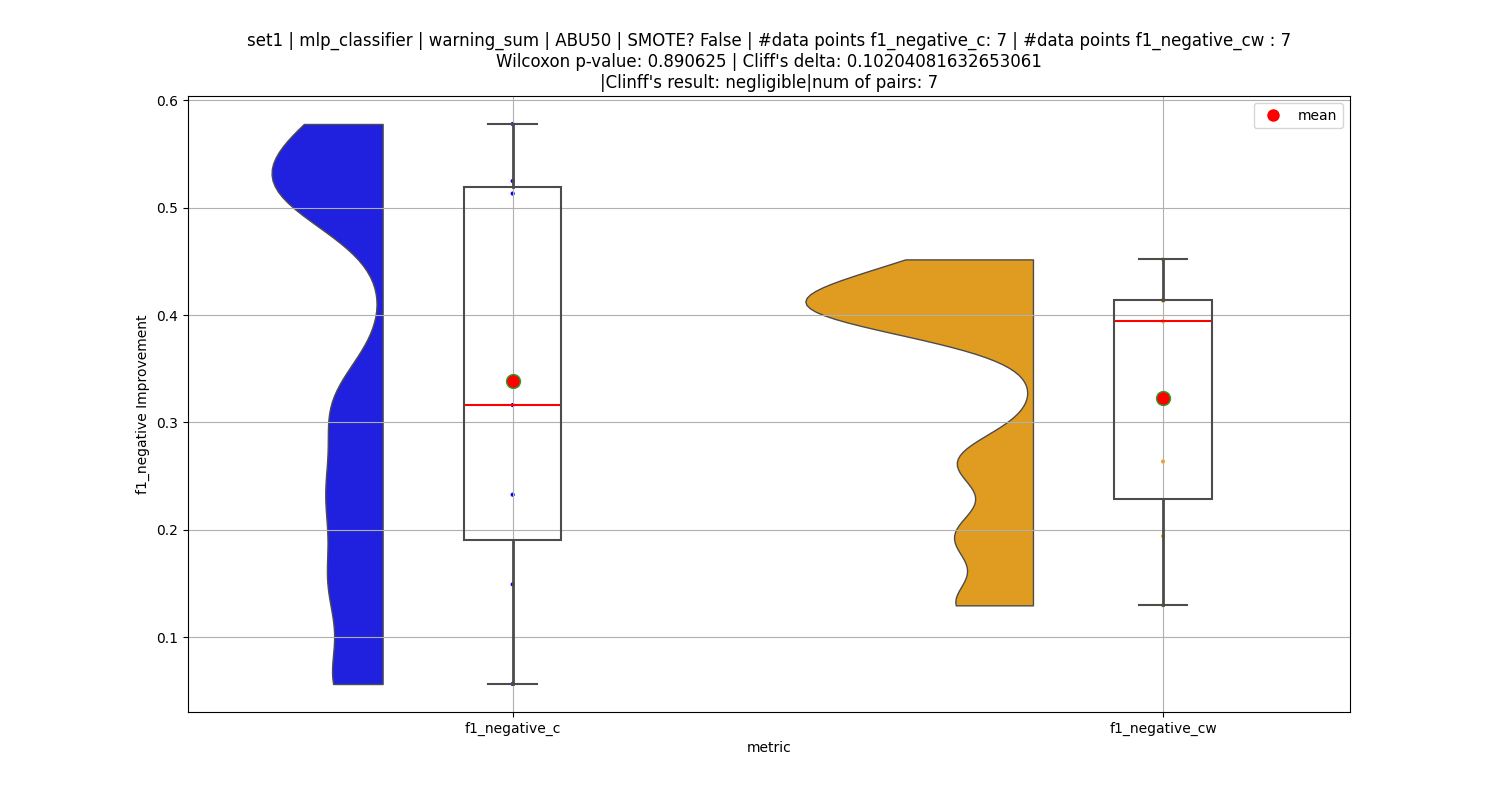 set1 | mlp_classifier | warning_sum | ABU50 | SMOTE? False | #data points f1_negative_c: 7 | #data points f1_negative_cw : 7
Wilcoxon p-value: 0.890625 | Cliff's delta: 0.10204081632653061
|Clinff's result: negligible|num of pairs: 7
mean
0.6
0.5
0.4
0.3
0.2
0.1
f1_negative Improvement
f1_negative_c
f1_negative_cw
metric